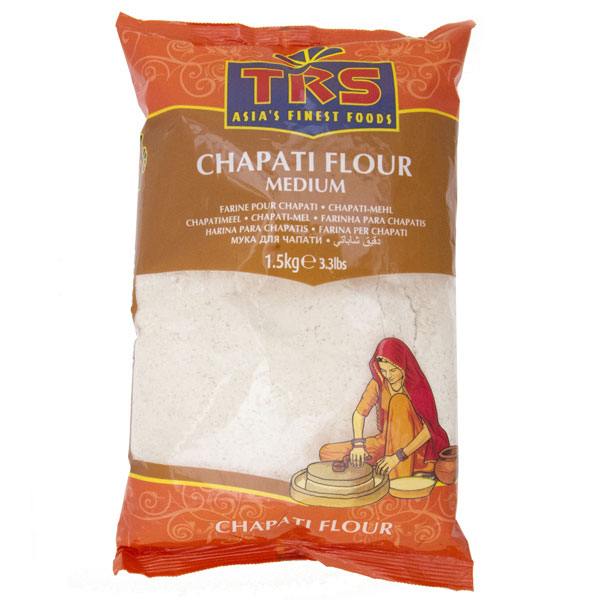 TRS
ASIA'S FINEST FOODS
CHAPATI FLOUR
MEDIUM
FARINE POUR CHAPATI • CHAPATI-MEHL
CHAPATIMEEL • CHAPATI-MEL • FARINHA PARA CHAPATIS
HARINA PARA CHAPATIS • FARINA PER CHAPATI
МУКА ДЛЯ ЧАПАТИ • دقيق شاباتي
1.5kg e 3.3lbs
CHAPATI FLOUR